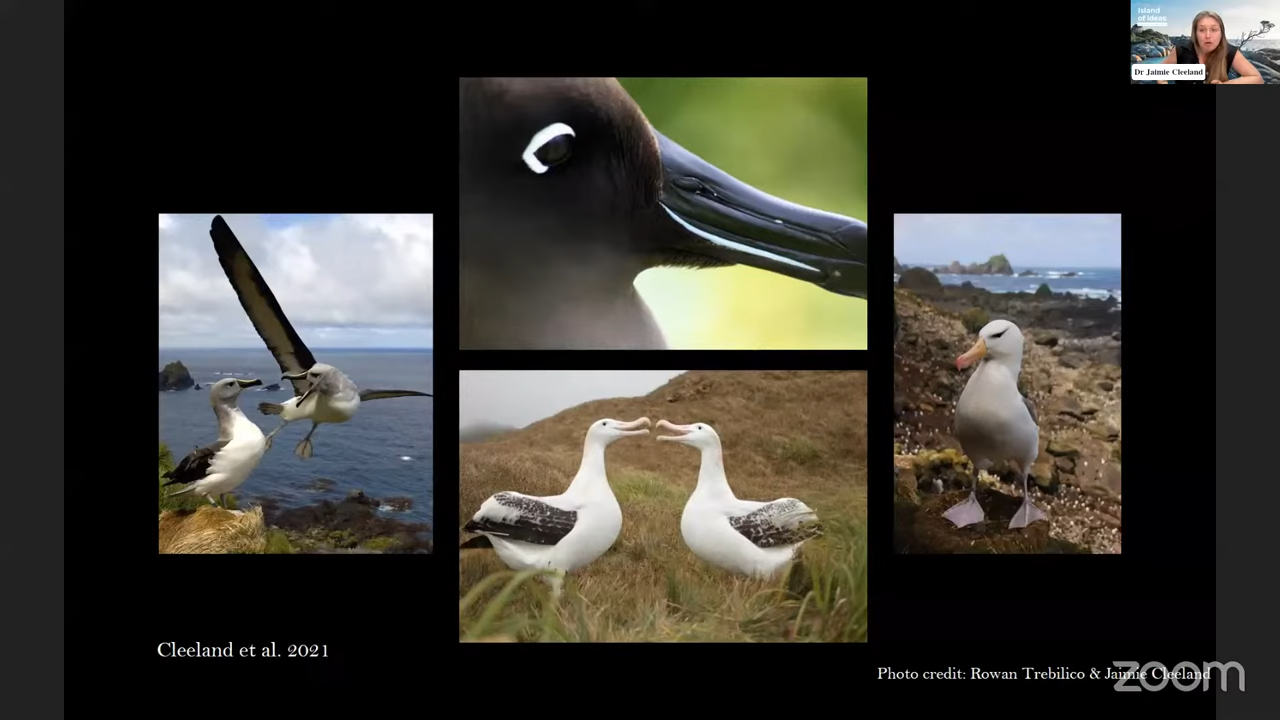 Island
of Ideas
Dr Jaimie Cleeland
Cleeland et al. 2021
Photo credit: Rowan Trebilico & Jaimie Cleeland
zoom